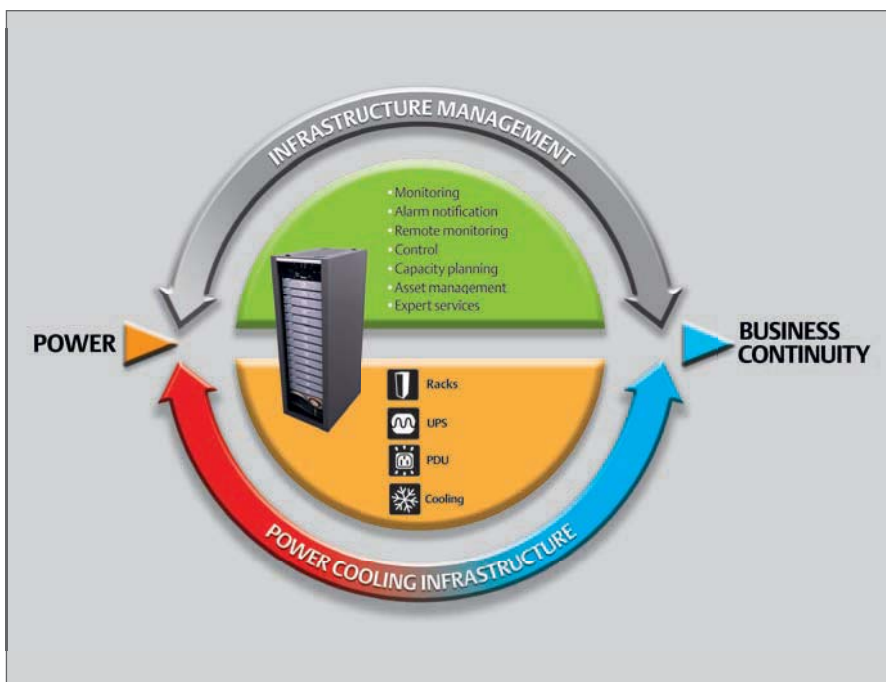 INFRASTRUCTURE MANAGEMENT
• Monitoring
• Alarm notification
• Remote monitoring
• Control
• Capacity planning
• Asset management
• Expert services
POWER
BUSINESS
CONTINUITY
Racks
UPS
PDU
Cooling
POWER COOLING INFRASTRUCTURE